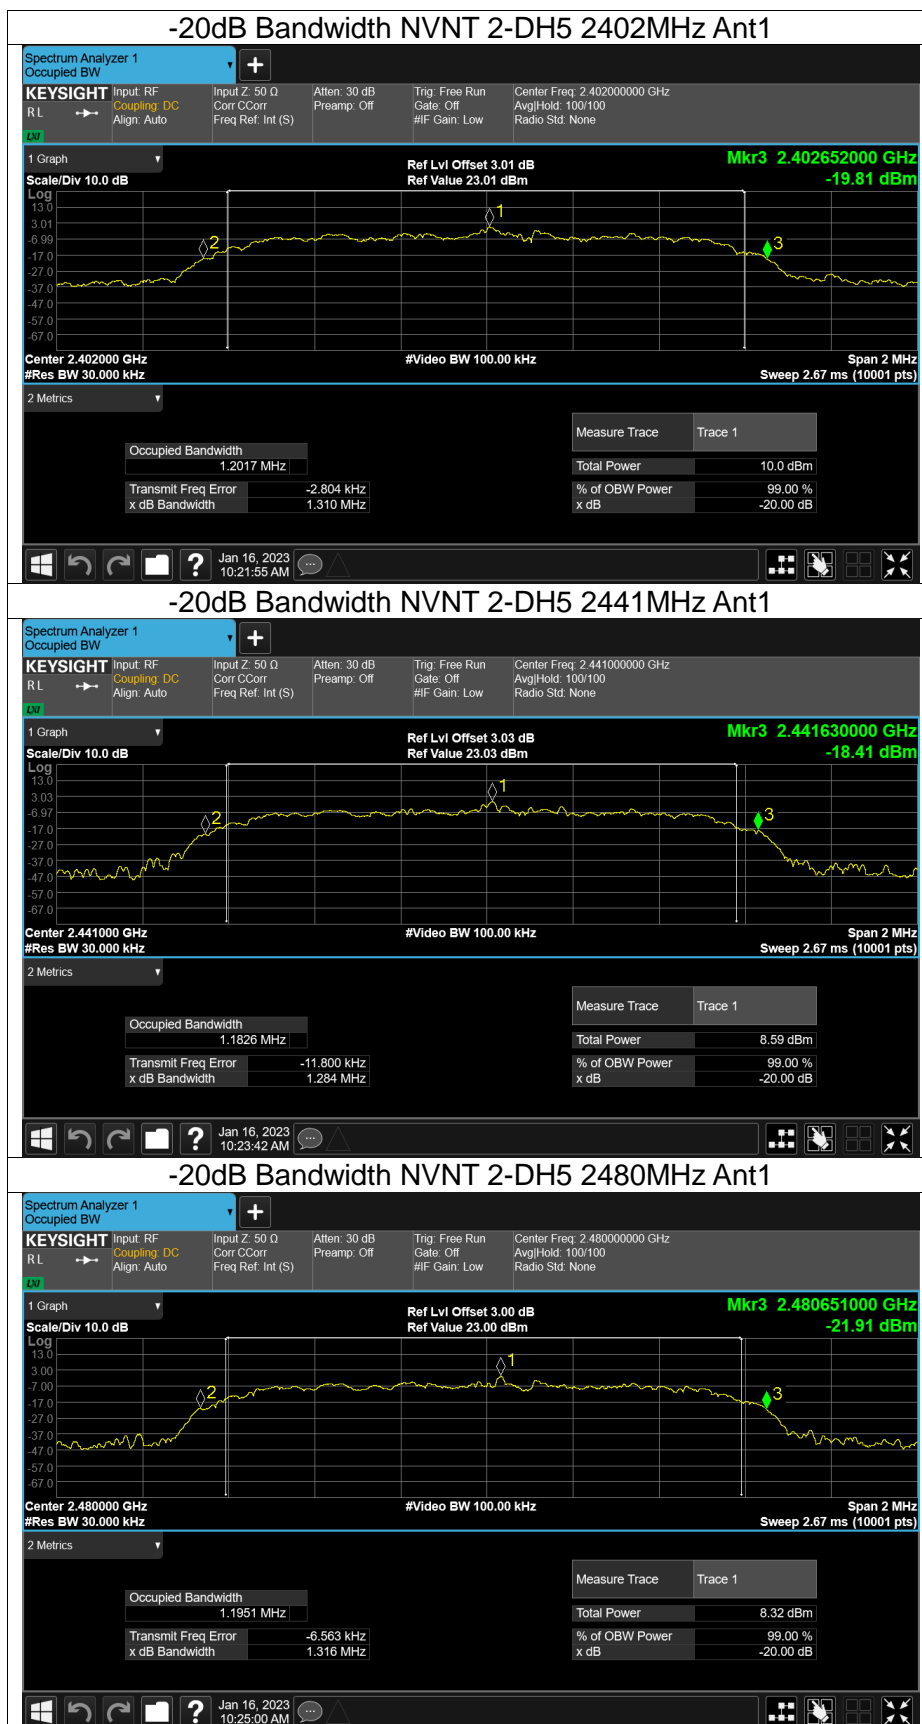 -20dB Bandwidth NVNT 2-DH5 2402MHz Ant1
Spectrum Analyzer 1
Occupied BW
KEYSIGHT
R L
LXI
Input: RF
Coupling: DC
Align: Auto
Input Z: 50 Ω
Corr CCorr
Freq Ref: Int (S)
Atten: 30 dB
Preamp: Off
Trig: Free Run
Gate: Off
#IF Gain: Low
Center Freq: 2.402000000 GHz
Avg|Hold: 100/100
Radio Std: None
1 Graph
Scale/Div 10.0 dB
Ref Lvl Offset 3.01 dB
Ref Value 23.01 dBm
Mkr3 2.402652000 GHz
-19.81 dBm
Log
13.0
3.01
-6.99
-17.0
-27.0
-37.0
-47.0
-57.0
-67.0
1
2
3
Center 2.402000 GHz
#Video BW 100.00 kHz
Span 2 MHz
#Res BW 30.000 kHz
Sweep 2.67 ms (10001 pts)
2 Metrics
Measure Trace Trace 1
Occupied Bandwidth
1.2017 MHz
Total Power 10.0 dBm
Transmit Freq Error -2.804 kHz
% of OBW Power 99.00 %
x dB Bandwidth 1.310 MHz
x dB -20.00 dB
?
Jan 16, 2023
10:21:55 AM
-20dB Bandwidth NVNT 2-DH5 2441MHz Ant1
Spectrum Analyzer 1
Occupied BW
KEYSIGHT
R L
LXI
Input: RF
Coupling: DC
Align: Auto
Input Z: 50 Ω
Corr CCorr
Freq Ref: Int (S)
Atten: 30 dB
Preamp: Off
Trig: Free Run
Gate: Off
#IF Gain: Low
Center Freq: 2.441000000 GHz
Avg|Hold: 100/100
Radio Std: None
1 Graph
Scale/Div 10.0 dB
Ref Lvl Offset 3.03 dB
Ref Value 23.03 dBm
Mkr3 2.441630000 GHz
-18.41 dBm
Log
13.0
3.03
-6.97
-17.0
-27.0
-37.0
-47.0
-57.0
-67.0
1
2
3
Center 2.441000 GHz
#Video BW 100.00 kHz
Span 2 MHz
#Res BW 30.000 kHz
Sweep 2.67 ms (10001 pts)
2 Metrics
Measure Trace Trace 1
Occupied Bandwidth
1.1826 MHz
Total Power 8.59 dBm
Transmit Freq Error -11.800 kHz
% of OBW Power 99.00 %
x dB Bandwidth 1.284 MHz
x dB -20.00 dB
?
Jan 16, 2023
10:23:42 AM
-20dB Bandwidth NVNT 2-DH5 2480MHz Ant1
Spectrum Analyzer 1
Occupied BW
KEYSIGHT
R L
LXI
Input: RF
Coupling: DC
Align: Auto
Input Z: 50 Ω
Corr CCorr
Freq Ref: Int (S)
Atten: 30 dB
Preamp: Off
Trig: Free Run
Gate: Off
#IF Gain: Low
Center Freq: 2.480000000 GHz
Avg|Hold: 100/100
Radio Std: None
1 Graph
Scale/Div 10.0 dB
Ref Lvl Offset 3.00 dB
Ref Value 23.00 dBm
Mkr3 2.480651000 GHz
-21.91 dBm
Log
13.0
3.00
-7.00
-17.0
-27.0
-37.0
-47.0
-57.0
-67.0
1
2
3
Center 2.480000 GHz
#Video BW 100.00 kHz
Span 2 MHz
#Res BW 30.000 kHz
Sweep 2.67 ms (10001 pts)
2 Metrics
Measure Trace Trace 1
Occupied Bandwidth
1.1951 MHz
Total Power 8.32 dBm
Transmit Freq Error -6.563 kHz
% of OBW Power 99.00 %
x dB Bandwidth 1.316 MHz
x dB -20.00 dB
?
Jan 16, 2023
10:25:00 AM